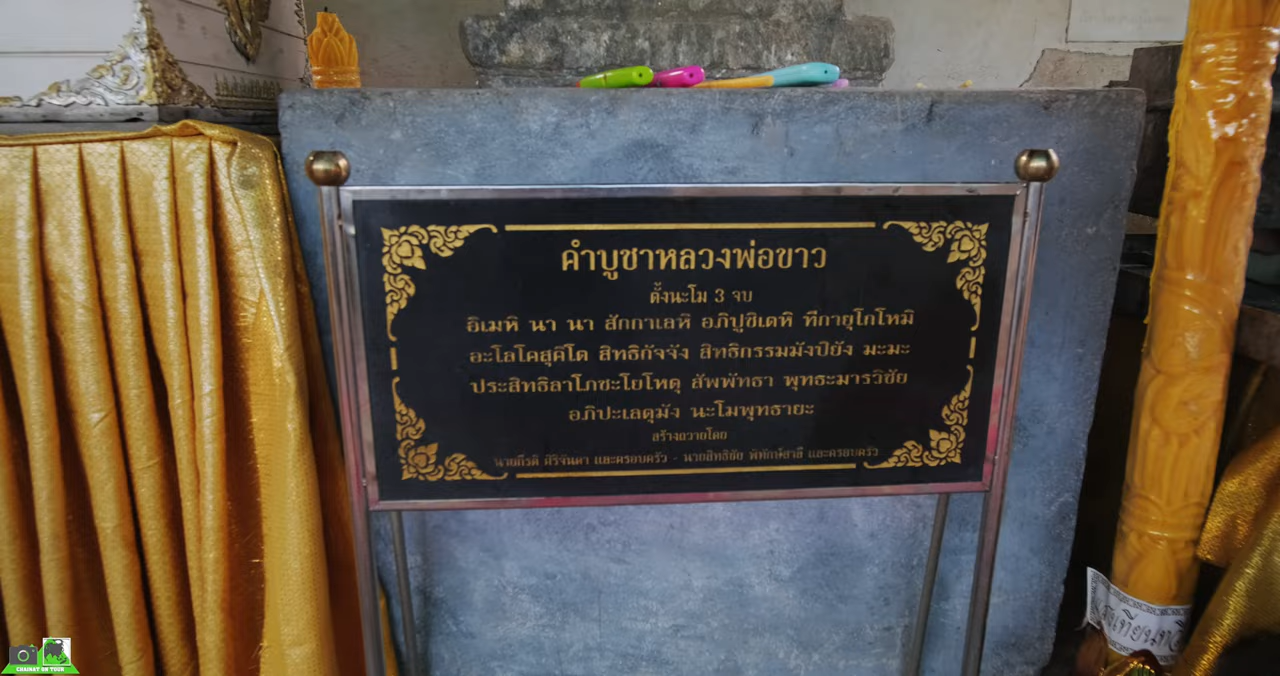 คำบูชาหลวงพ่อขาว
ตั้งนะโม 3 จบ
อิเมหิ นา นา สักกาเลหิ อภิปูชิเตหิ ทีกายุโกโหมิ
อะโลโคสุคีโต สิทธิกัจจัง สิทธิกรรมมังปิยัง มะมะ
ประสิทธิลาโภชะโยโหตุ สัพพัทธา พุทธะมารวิชัย
อภิปะเลตุมัง นะโมพุทธายะ
สร้างถวายโดย
นายกีรติ ศิริจันดา และครอบครัว - นายสิทธิชัย พิทักษ์สาลี และครอบครัว
CHAINAY ON TOUR